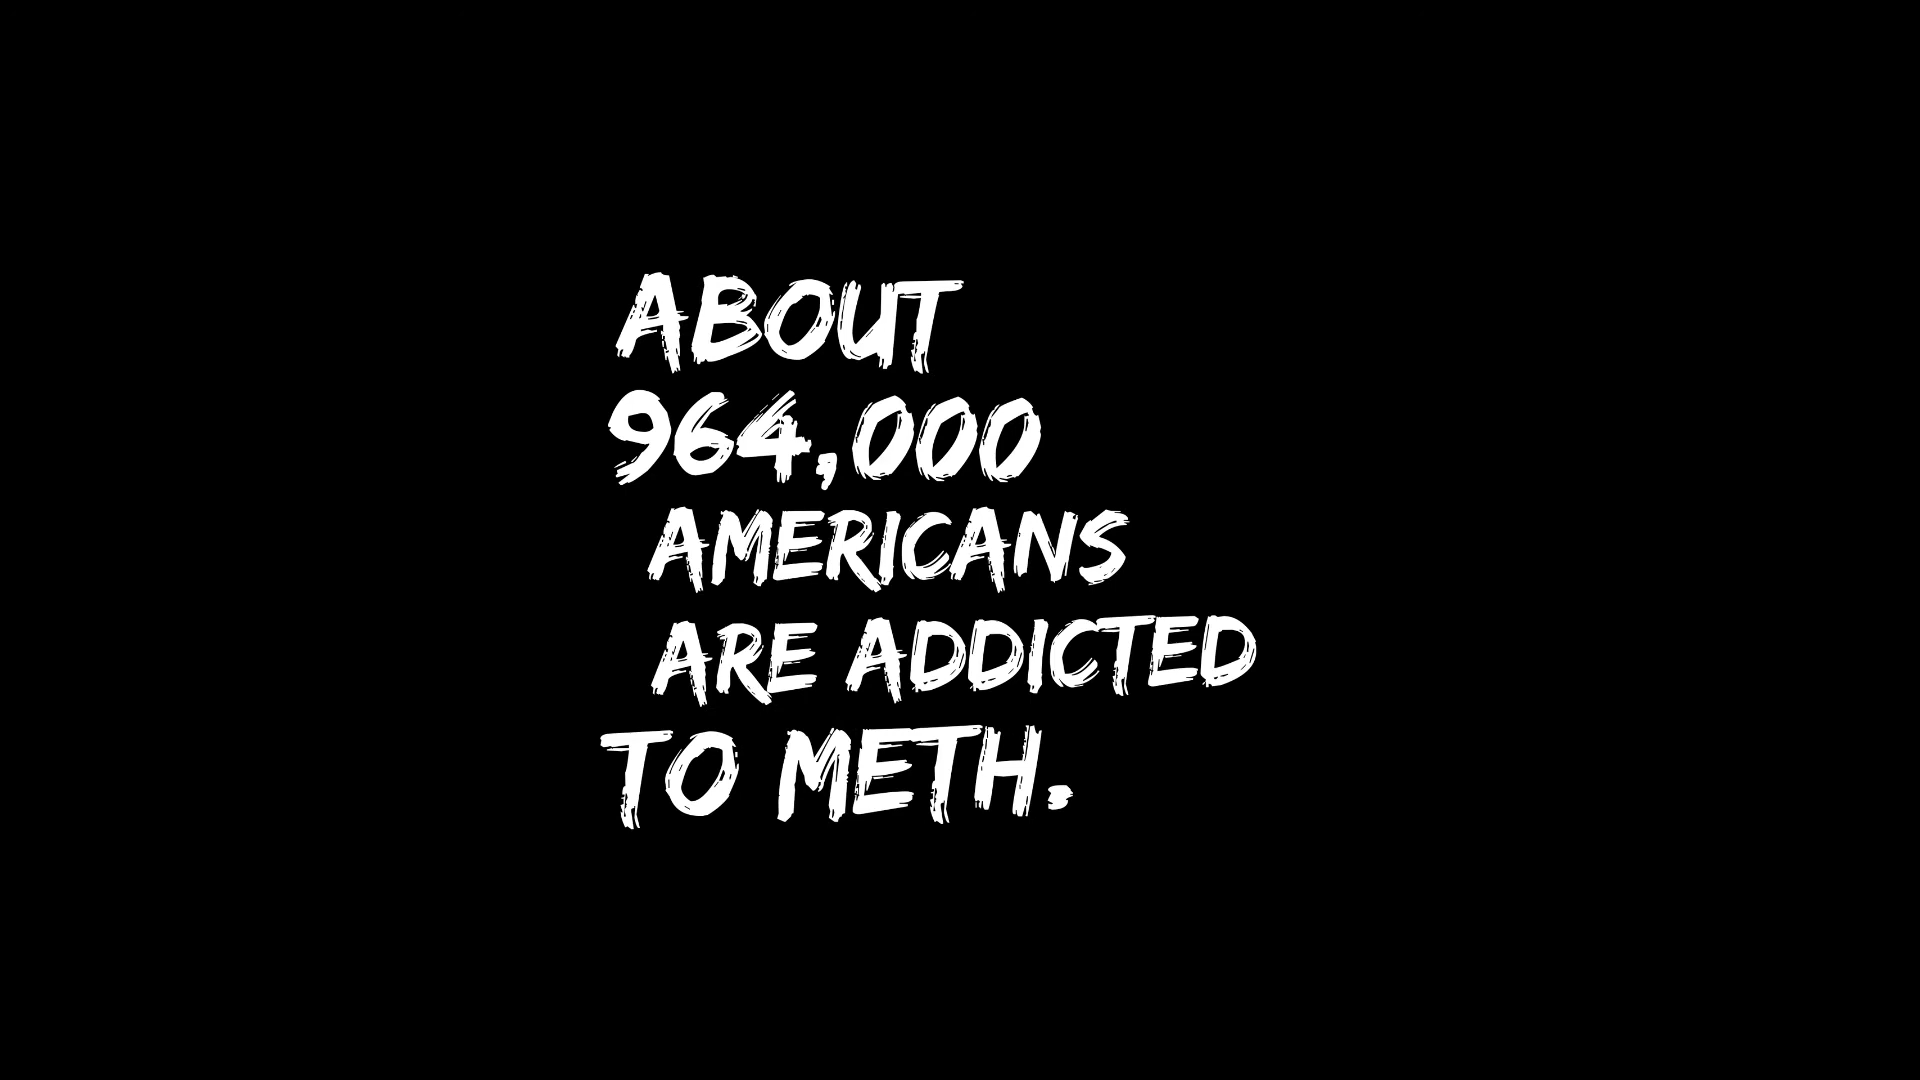 ABOUT
964,000
AMERICANS
ARE ADDICTED
TO METH.